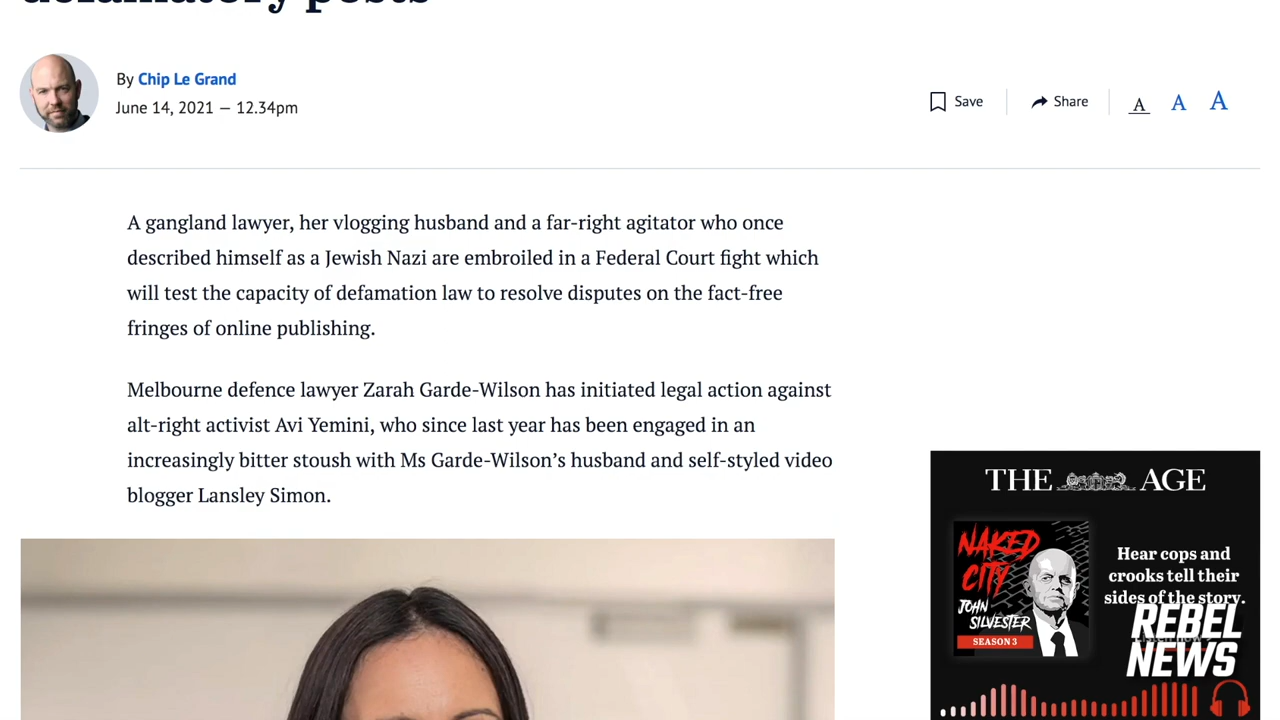 defamatory posts
By Chip Le Grand
June 14, 2021 — 12.34pm
Save
Share
A A A
A gangland lawyer, her vlogging husband and a far-right agitator who once
described himself as a Jewish Nazi are embroiled in a Federal Court fight which
will test the capacity of defamation law to resolve disputes on the fact-free
fringes of online publishing.
Melbourne defence lawyer Zarah Garde-Wilson has initiated legal action against
alt-right activist Avi Yemini, who since last year has been engaged in an
increasingly bitter stoush with Ms Garde-Wilson’s husband and self-styled video
blogger Lansley Simon.
THE AGE
NAKED
CITY
JOHN
SILVESTER
SEASON 3
Hear cops and
crooks tell their
sides of the story.
REBEL
NEWS